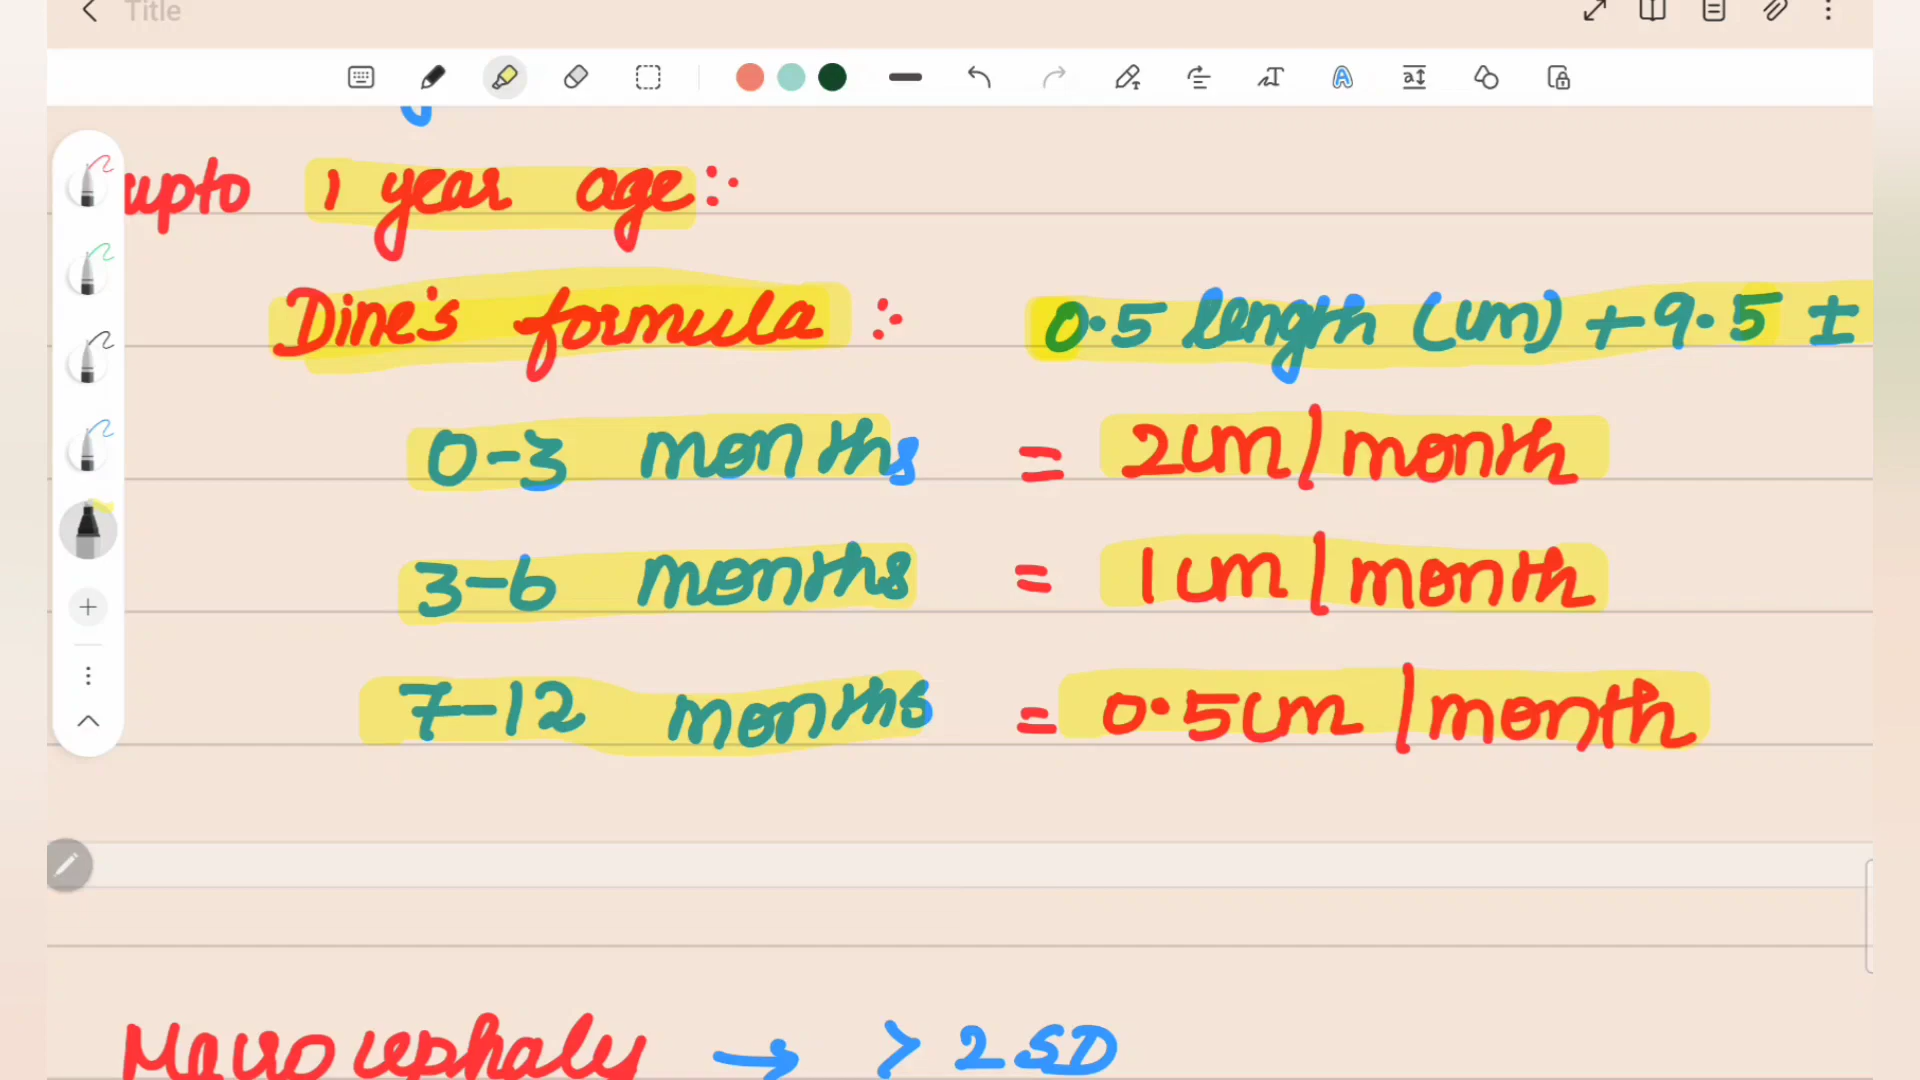 Title
upto 1 year age :-
Dine's formula :- 0.5 length (cm) + 9.5 ±
0-3 months = 2cm/month
3-6 months = 1cm/month
7-12 months = 0.5cm/month
Macrocephaly → > 2SD